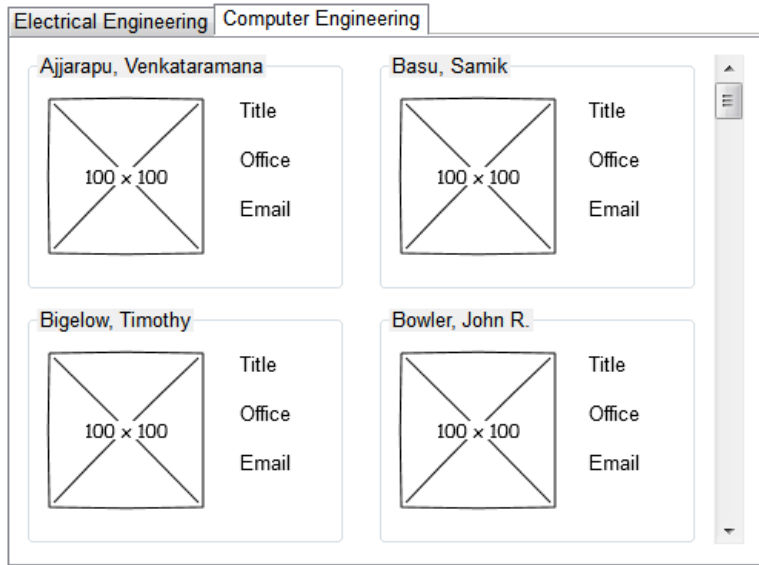 Electrical Engineering Computer Engineering
Ajjarapu, Venkataramana
100 × 100
Title
Office
Email
Basu, Samik
100 × 100
Title
Office
Email
Bigelow, Timothy
100 × 100
Title
Office
Email
Bowler, John R.
100 × 100
Title
Office
Email